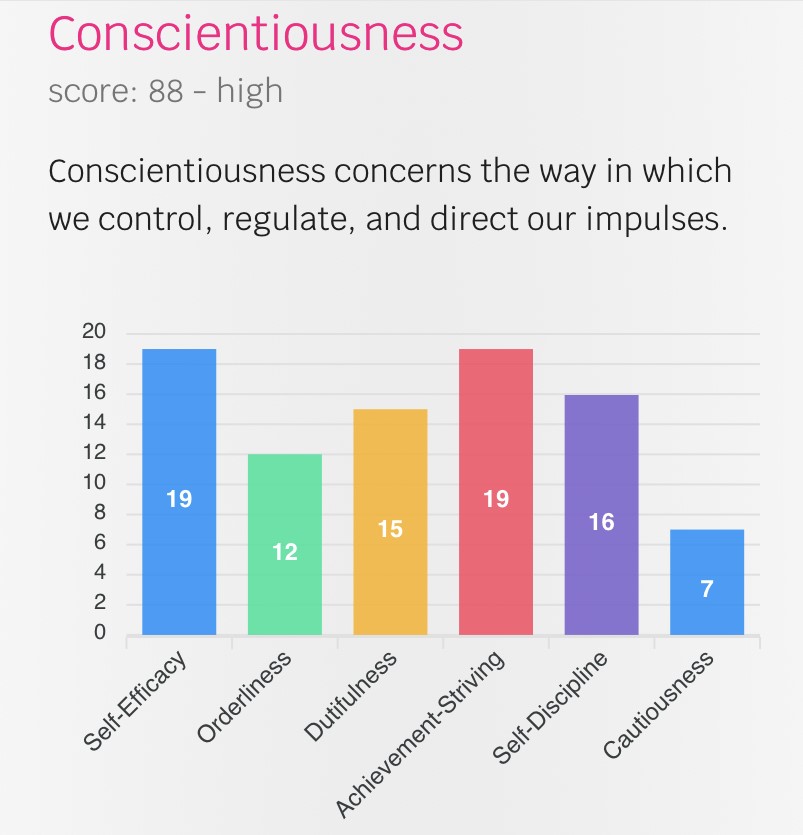 Conscientiousness
score: 88 - high
Conscientiousness concerns the way in which
we control, regulate, and direct our impulses.
20
18
16
14
12
10
8
6
4
2
0
19
12
15
19
16
7
Self-Efficacy
Orderliness
Dutifulness
Achievement-Striving
Self-Discipline
Cautiousness